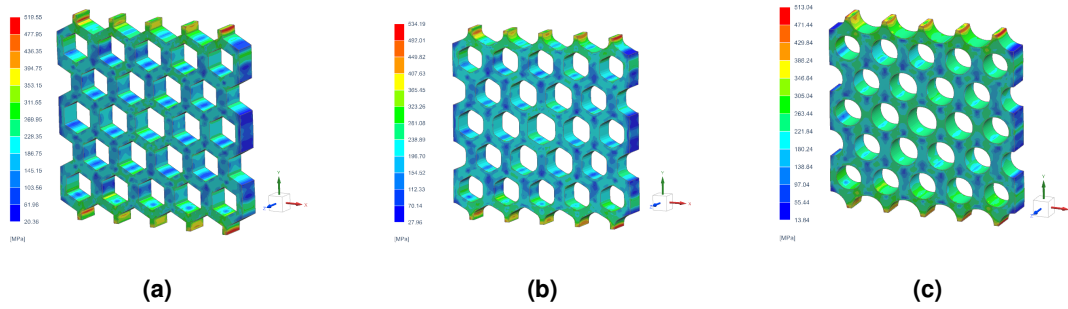 519.55
477.95
436.35
394.75
353.15
311.55
269.95
228.35
186.75
145.15
103.56
61.96
20.36
[MPa]
Y
Z
X
(a)
534.19
492.01
449.82
407.63
365.45
323.26
281.08
238.89
196.70
154.52
112.33
70.14
27.96
[MPa]
Y
Z
X
(b)
513.04
471.44
429.84
388.24
346.64
305.04
263.44
221.84
180.24
138.64
97.04
55.44
13.84
[MPa]
Y
Z
(c)